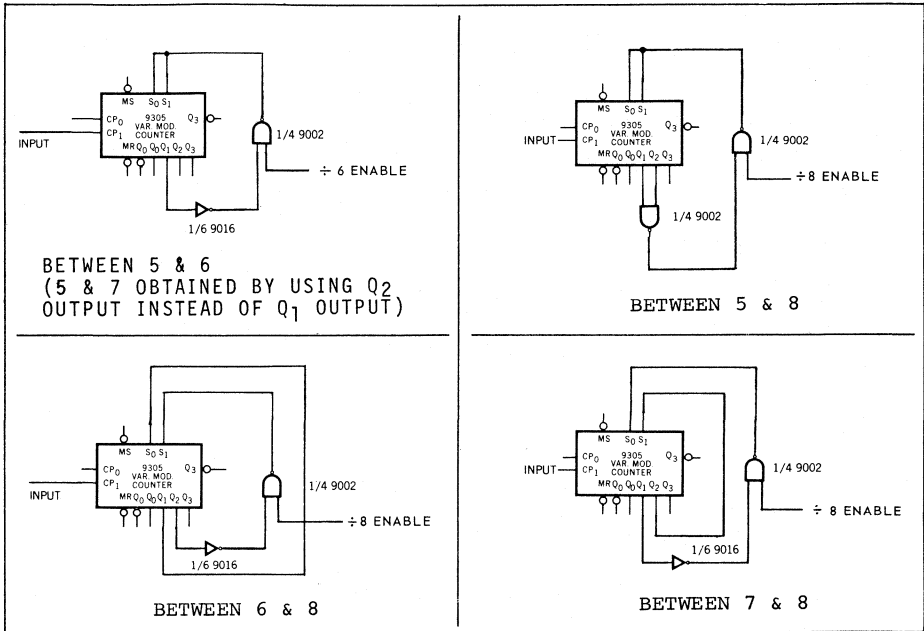 MS S0 S1
CP0 9305 Q3
VAR. MOD.
CP1 COUNTER
INPUT
MR Q̅0 Q0 Q1 Q2 Q3
1/4 9002
÷ 6 ENABLE
1/6 9016
BETWEEN 5 & 6
(5 & 7 OBTAINED BY USING Q2
OUTPUT INSTEAD OF Q1 OUTPUT)
MS S0 S1
CP0 9305 Q3
VAR. MOD.
INPUT CP1 COUNTER
MR Q0 Q0 Q1 Q2 Q3
1/4 9002
÷8 ENABLE
1/4 9002
BETWEEN 5 & 8
MS S0 S1
CP0 9305 Q3
VAR. MOD.
CP1 COUNTER
INPUT
MR Q0 Q0 Q1 Q2 Q3
1/4 9002
÷8 ENABLE
1/6 9016
BETWEEN 6 & 8
MS S0 S1
CP0 9305 Q3
VAR. MOD.
INPUT CP1 COUNTER
MR Q0 Q0 Q1 Q2 Q3
1/4 9002
÷ 8 ENABLE
1/6 9016
BETWEEN 7 & 8